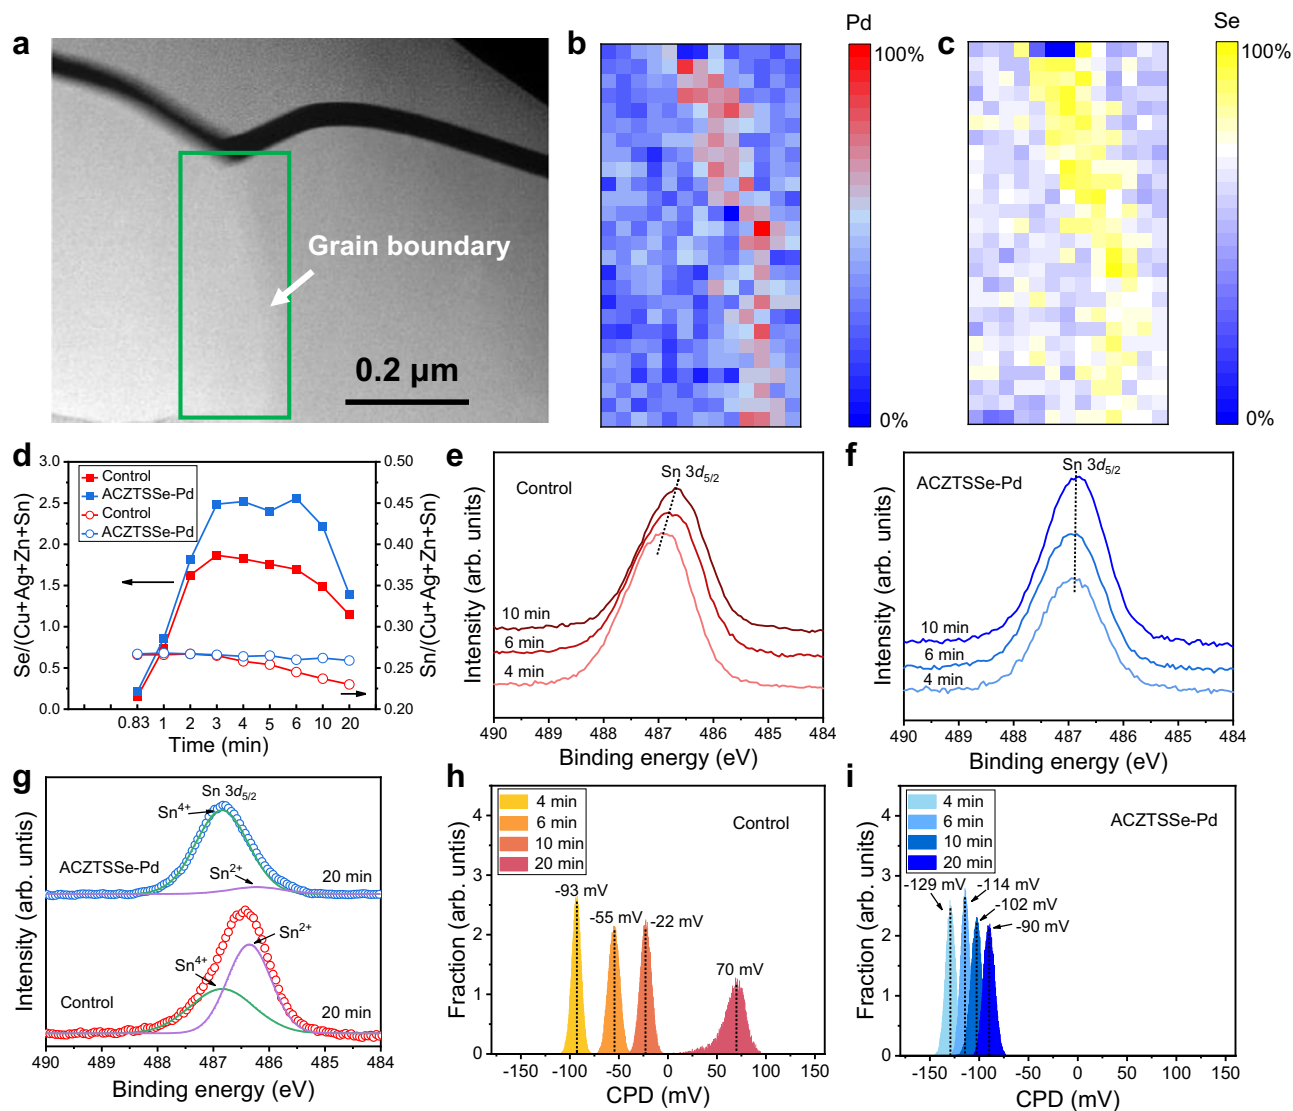 a
Grain boundary
0.2 μm
b
Pd
100%
0%
c
Se
100%
0%
d
3.0
2.5
2.0
1.5
1.0
0.5
0.0
Se/(Cu+Ag+Zn+Sn)
Control
ACZTSSe-Pd
Control
ACZTSSe-Pd
0.50
0.45
0.40
0.35
0.30
0.25
0.20
Sn/(Cu+Ag+Zn+Sn)
0.83 1 2 3 4 5 6 10 20
Time (min)
e
Control
Sn 3d5/2
10 min
6 min
4 min
Intensity (arb. units)
490 489 488 487 486 485 484
Binding energy (eV)
f
ACZTSSe-Pd
Sn 3d5/2
10 min
6 min
4 min
Intensity (arb. units)
490 489 488 487 486 485 484
Binding energy (eV)
g
Sn 3d5/2
Sn4+
ACZTSSe-Pd
Sn2+
20 min
Sn2+
Sn4+
Control
20 min
Intensity (arb. untis)
490 489 488 487 486 485 484
Binding energy (eV)
h
4 min
6 min
10 min
20 min
Control
-93 mV
-55 mV
-22 mV
70 mV
4
3
2
1
0
Fraction (arb. units)
-150 -100 -50 0 50 100 150
CPD (mV)
i
4 min
6 min
10 min
20 min
ACZTSSe-Pd
-129 mV
-114 mV
-102 mV
-90 mV
4
3
2
1
0
Fraction (arb. units)
-150 -100 -50 0 50 100 150
CPD (mV)